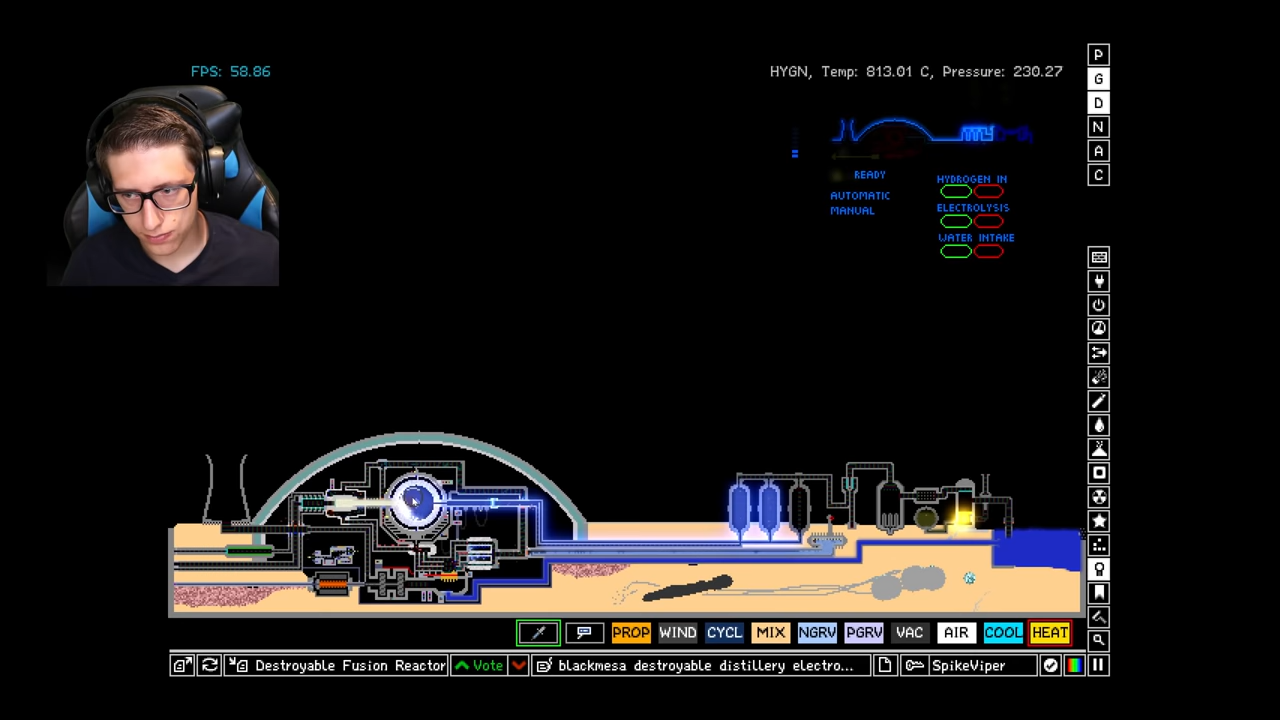 FPS: 58.86
HYGN, Temp: 813.01 C, Pressure: 230.27
P
G
D
N
A
C
READY
AUTOMATIC
MANUAL
HYDROGEN IN
ELECTROLYSIS
WATER INTAKE
PROP WIND CYCL MIX NGRV PGRV VAC AIR COOL HEAT
Destroyable Fusion Reactor Vote blackmesa destroyable distillery electro... SpikeViper